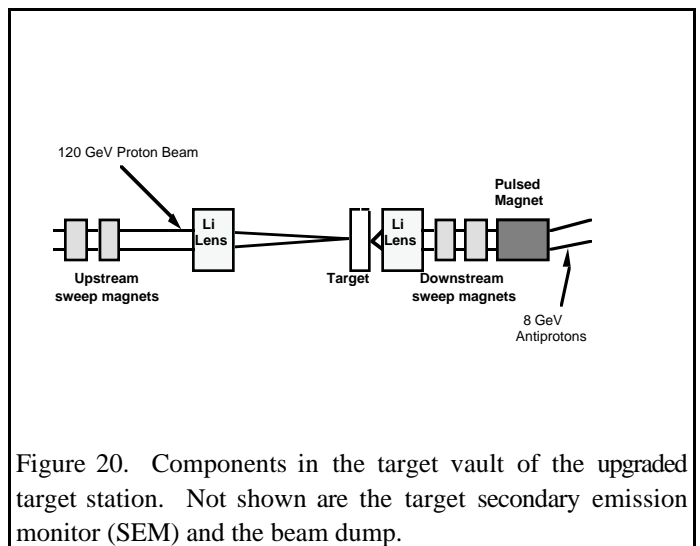 120 GeV Proton Beam
Pulsed
Magnet
Li
Lens
Li
Lens
Upstream
sweep magnets
Target
Downstream
sweep magnets
8 GeV
Antiprotons
Figure 20. Components in the target vault of the upgraded
target station. Not shown are the target secondary emission
monitor (SEM) and the beam dump.